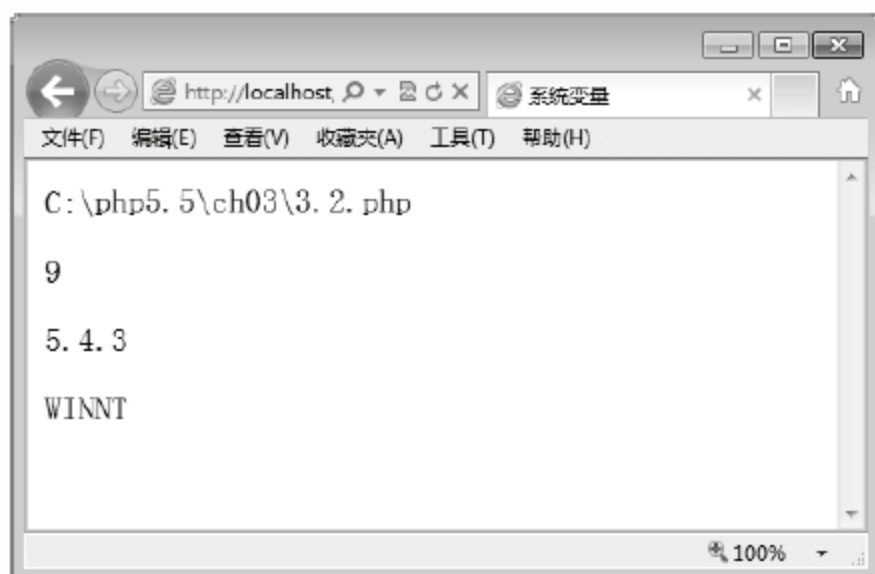 http://localhost, 系统变量
文件(F) 编辑(E) 查看(V) 收藏夹(A) 工具(T) 帮助(H)
C:\php5.5\ch03\3.2.php
9
5.4.3
WINNT
100%